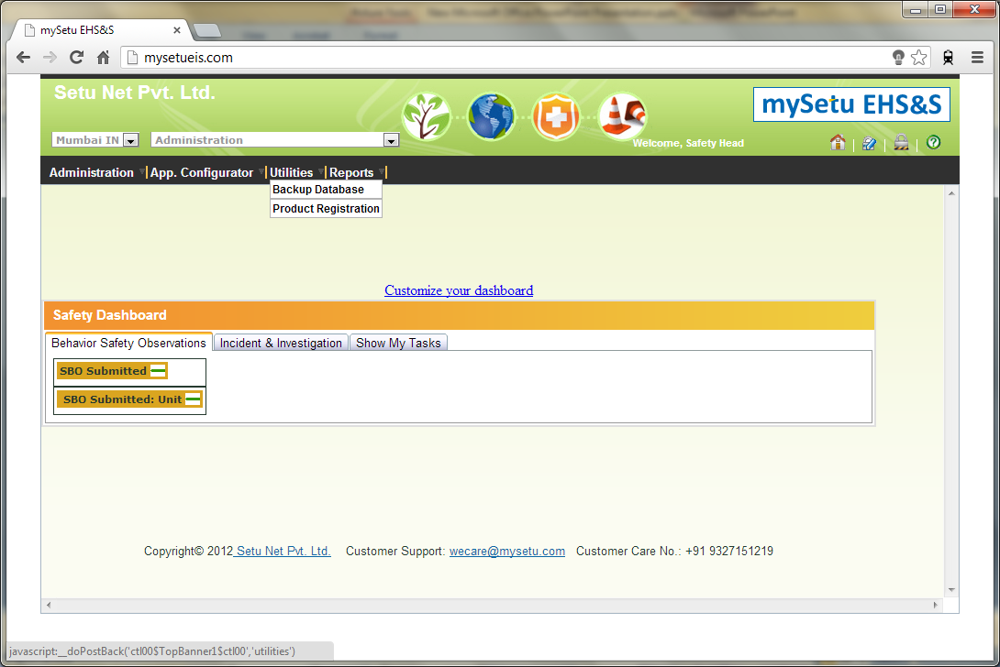 mySetu EHS&S
mysetueis.com
Setu Net Pvt. Ltd.
mySetu EHS&S
Mumbai IN
Administration
Welcome, Safety Head
Administration App. Configurator Utilities Reports
Backup Database
Product Registration
Customize your dashboard
Safety Dashboard
Behavior Safety Observations Incident & Investigation Show My Tasks
SBO Submitted
SBO Submitted: Unit
Copyright© 2012 Setu Net Pvt. Ltd. Customer Support: wecare@mysetu.com Customer Care No.: +91 9327151219
javascript:__doPostBack('ctl00$TopBanner1$ctl00','utilities')